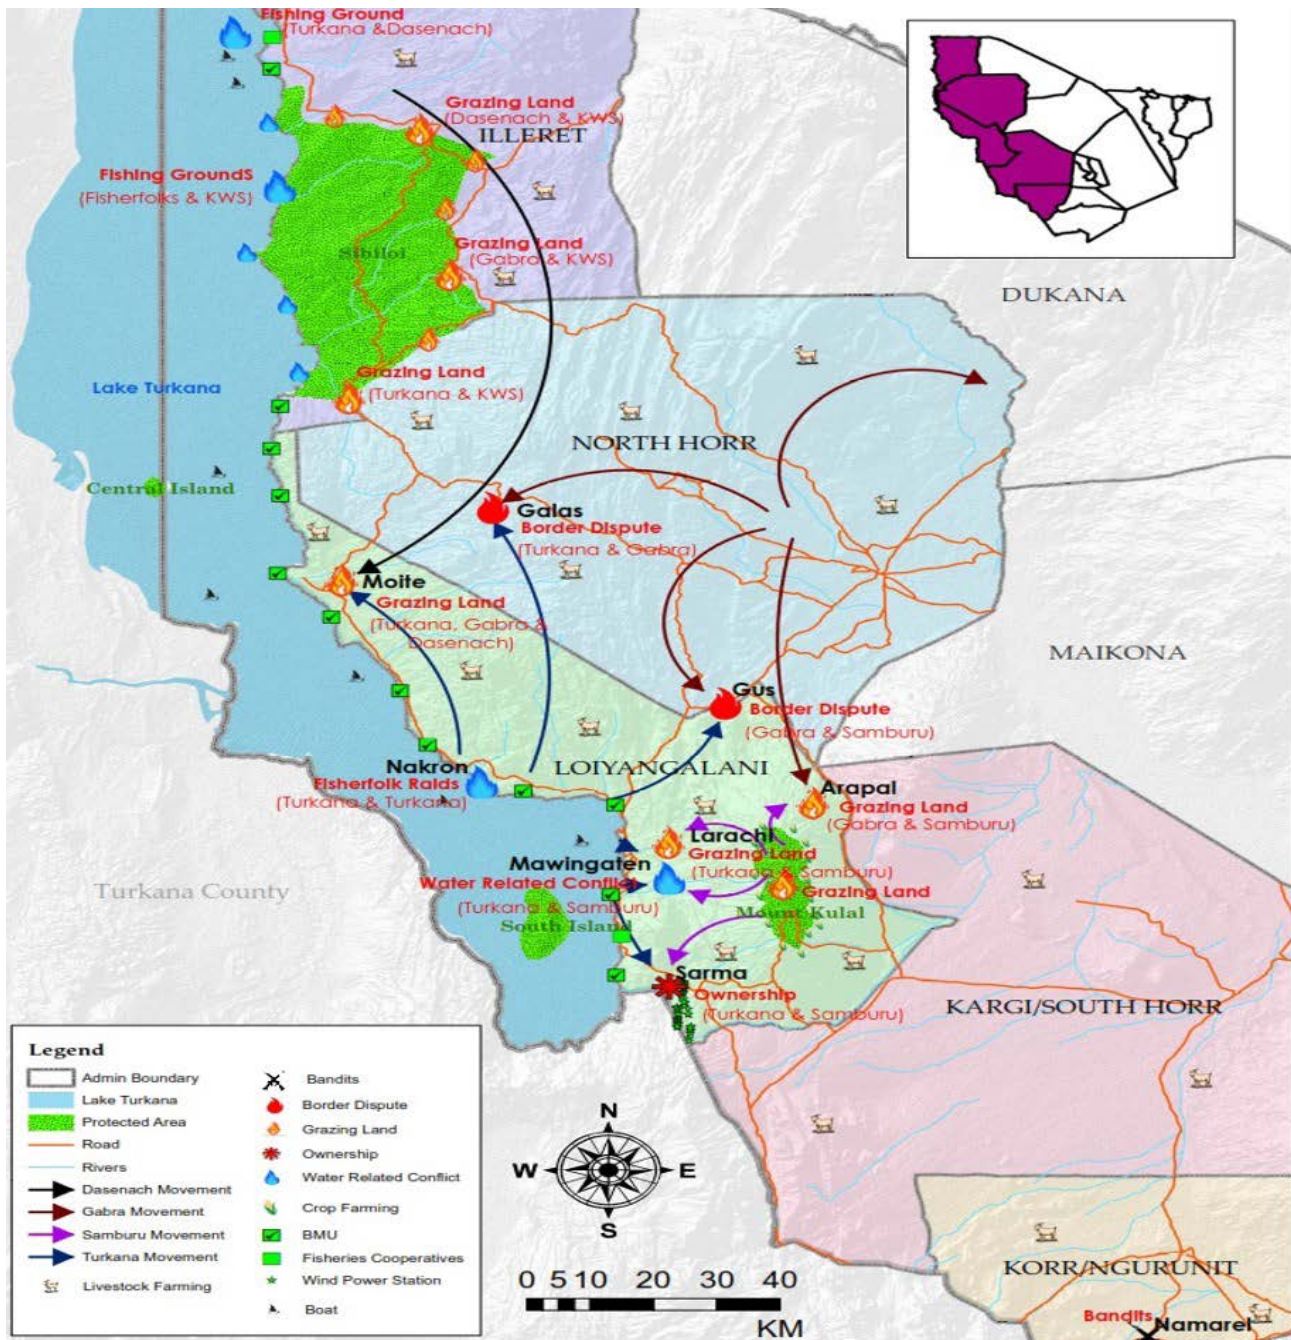 Fishing Ground
(Turkana &Dasenach)
Grazing Land
(Dasenach & KWS)
ILLERET
Fishing GroundS
(Fisherfolks & KWS)
Sibiloi
Grazing Land
(Gabra & KWS)
DUKANA
Lake Turkana
Grazing Land
(Turkana & KWS)
NORTH HORR
Central Island
Galas
Border Dispute
(Turkana & Gabra)
Moite
Grazing Land
(Turkana, Gabra &
Dasenach)
MAIKONA
Gus
Border Dispute
(Gabra & Samburu)
Nakron
Fisherfolk Raids
(Turkana & Turkana)
LOIYANGALANI
Arapal
Grazing Land
(Gabra & Samburu)
Larachi
Grazing Land
(Turkana & Samburu)
Mawingaten
Water Related Conflict
(Turkana & Samburu)
Grazing Land
Mount Kulal
Turkana County
South Island
Sarma
Ownership
(Turkana & Samburu)
KARGI/SOUTH HORR
KORR/NGURUNIT
Bandits
Namarel
Legend
Admin Boundary
Lake Turkana
Protected Area
Road
Rivers
Dasenach Movement
Gabra Movement
Samburu Movement
Turkana Movement
Livestock Farming
Bandits
Border Dispute
Grazing Land
Ownership
Water Related Conflict
Crop Farming
BMU
Fisheries Cooperatives
Wind Power Station
Boat
N
W E
S
0 5 10 20 30 40
KM